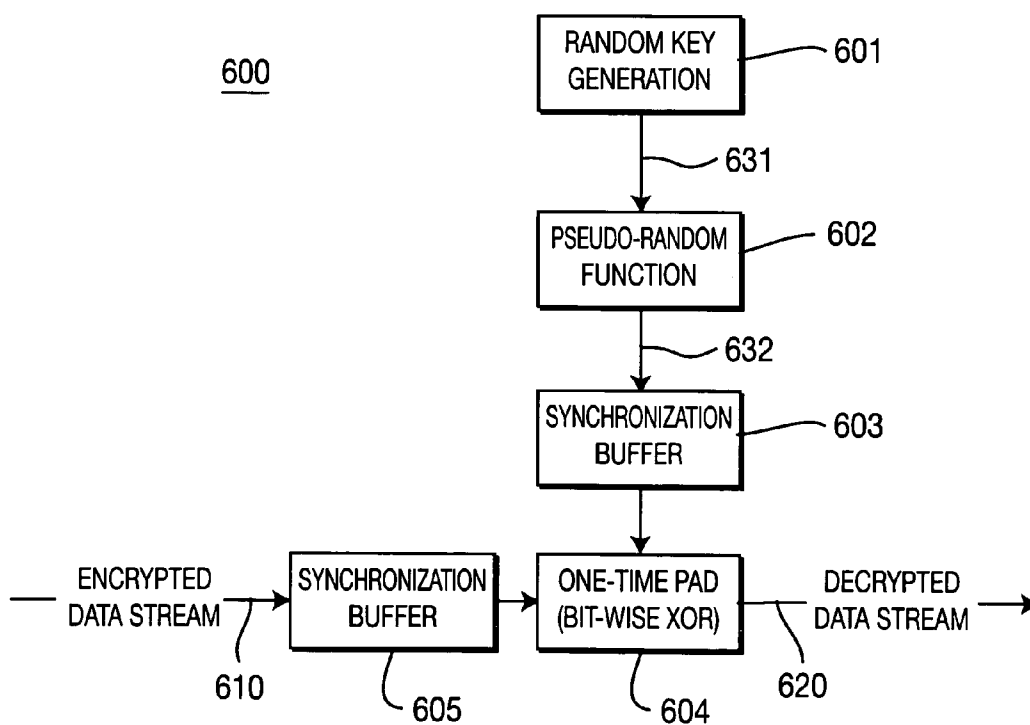 600
RANDOM KEY
GENERATION
601
631
PSEUDO-RANDOM
FUNCTION
602
632
SYNCHRONIZATION
BUFFER
603
ENCRYPTED
DATA STREAM
610
SYNCHRONIZATION
BUFFER
605
ONE-TIME PAD
(BIT-WISE XOR)
604
620
DECRYPTED
DATA STREAM